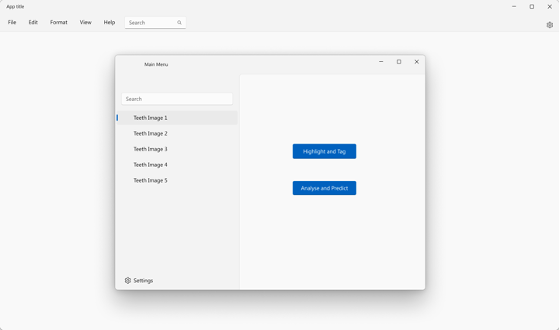 App title
File Edit Format View Help Search
Main Menu
Search
Teeth Image 1
Teeth Image 2
Teeth Image 3
Teeth Image 4
Teeth Image 5
Highlight and Tag
Analyse and Predict
Settings